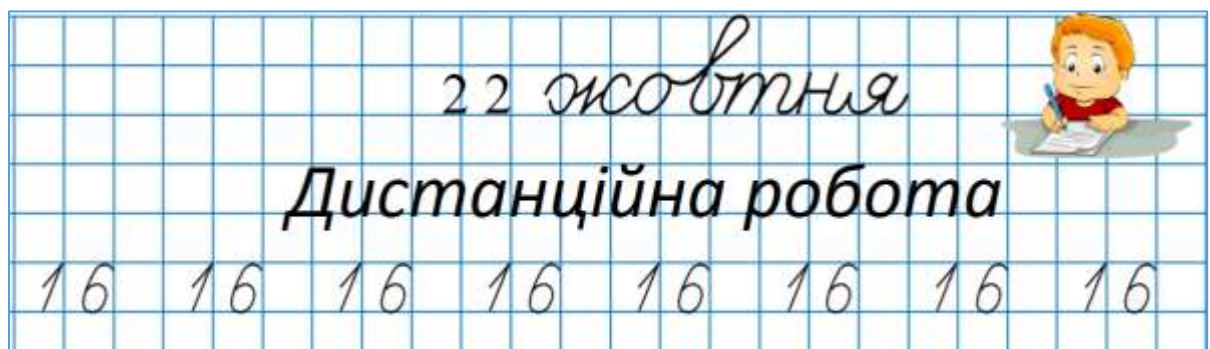 22 жовтня
Дистанційна робота
16 16 16 16 16 16 16 16